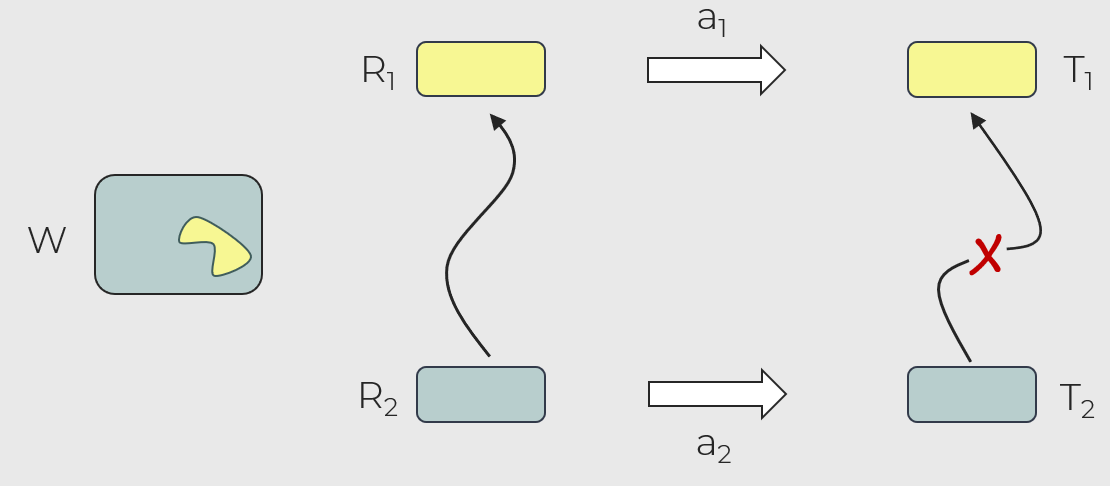 a₁
R₁
T₁
W
R₂
T₂
a₂